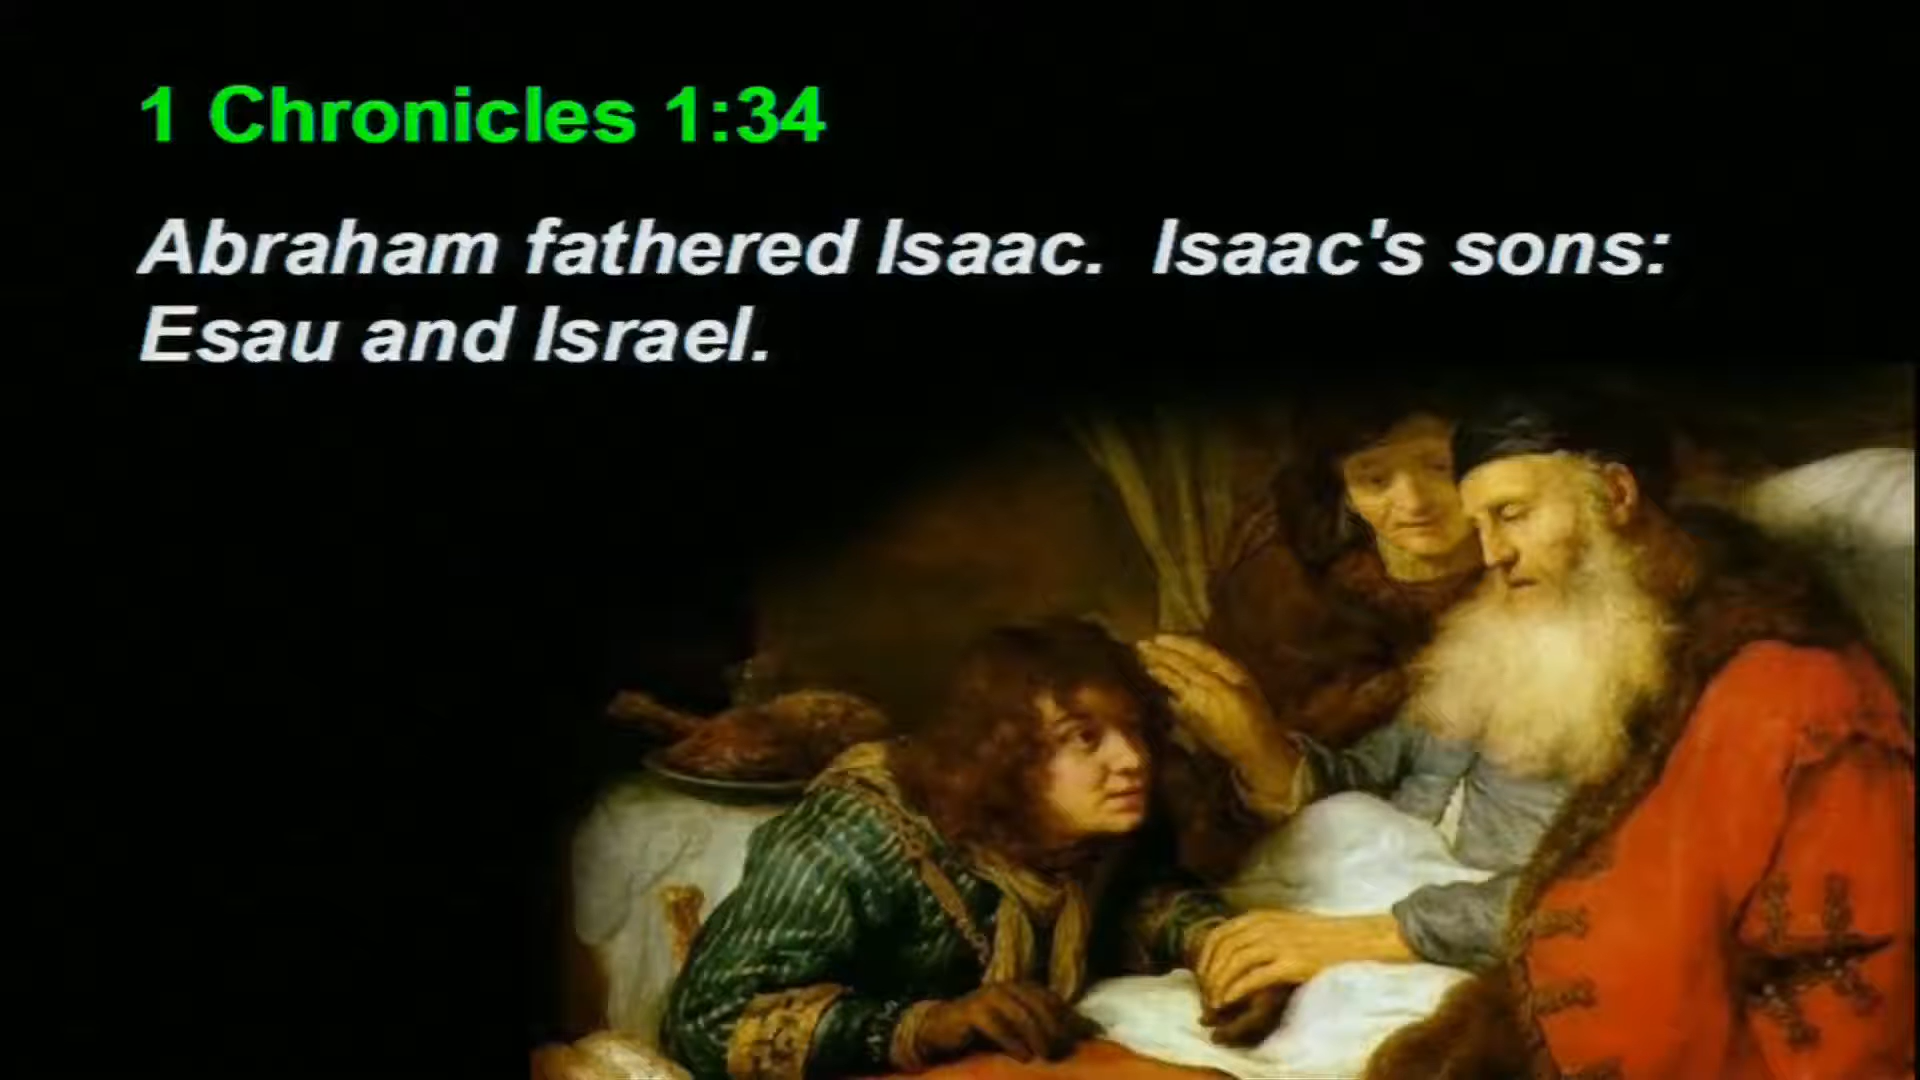 1 Chronicles 1:34
Abraham fathered Isaac.  Isaac's sons:
Esau and Israel.